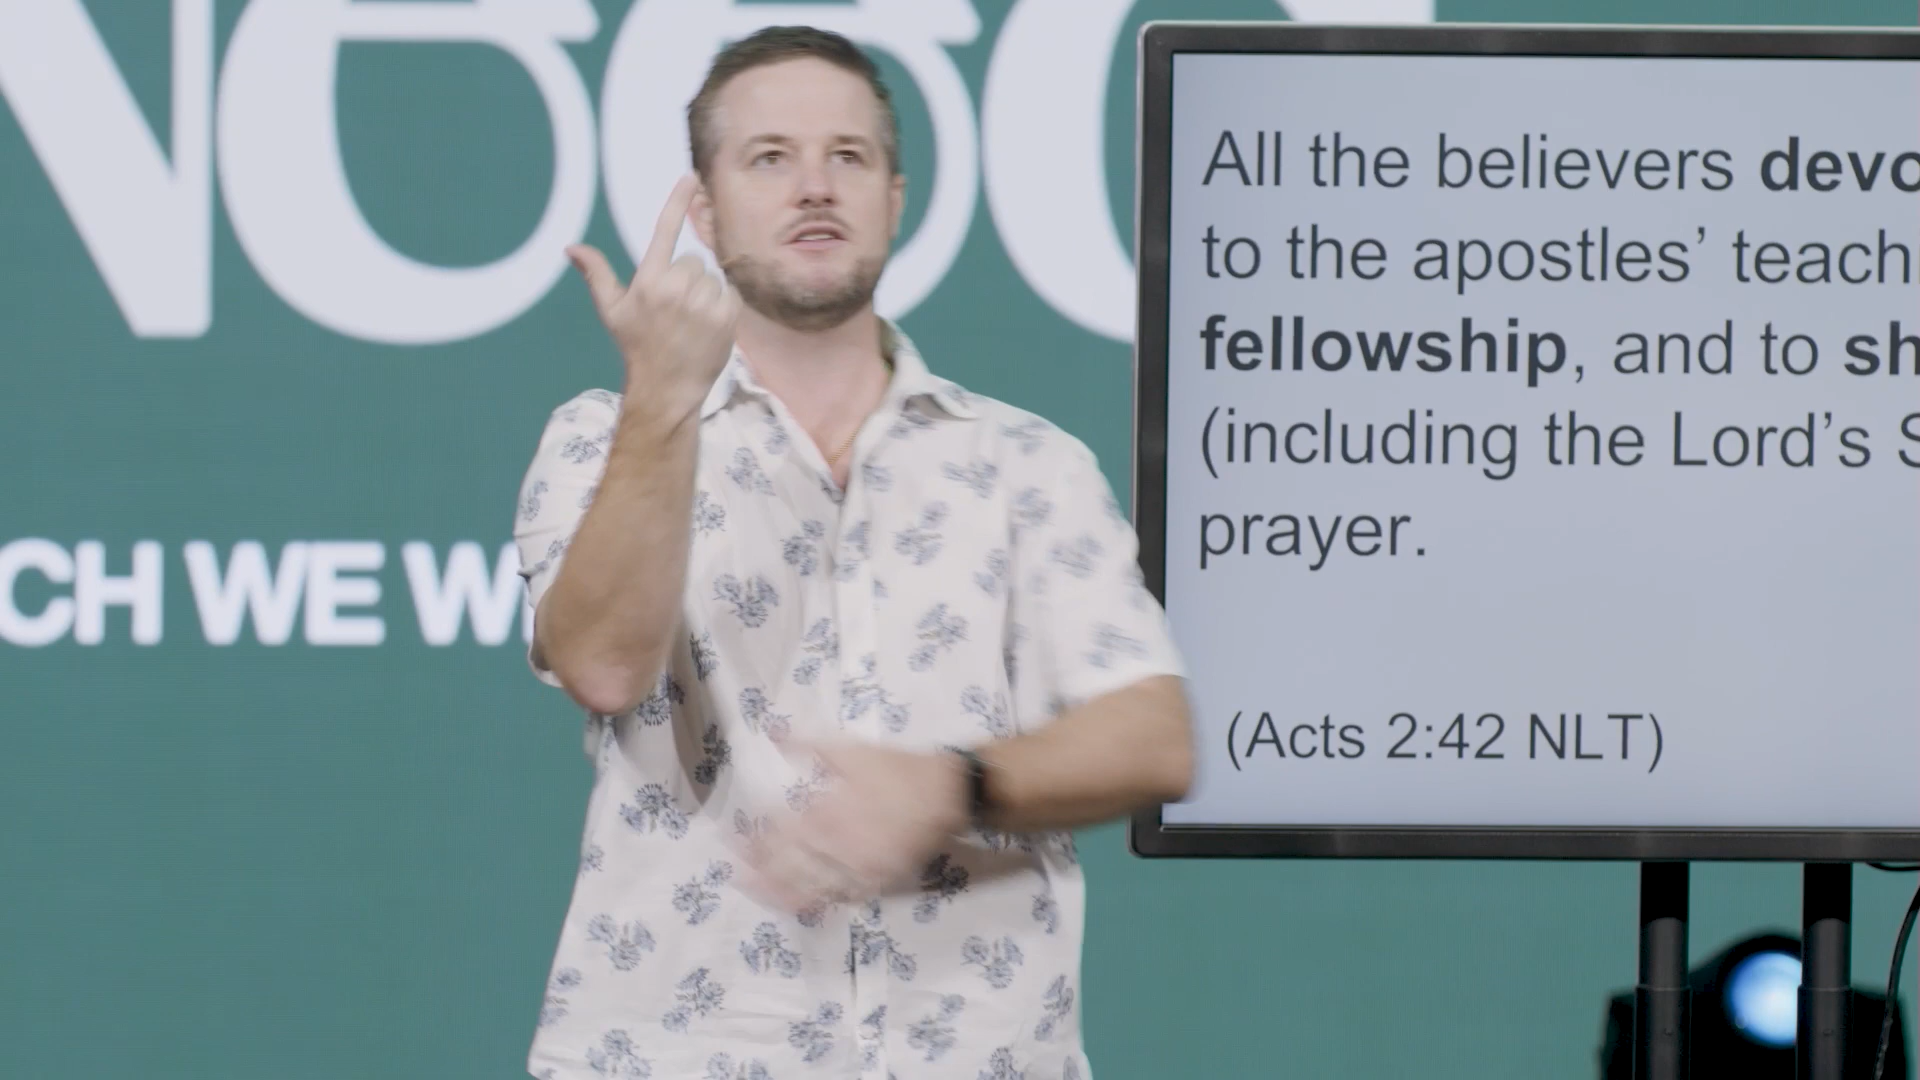 CH WE W
All the believers devo
to the apostles’ teach
fellowship, and to sh
(including the Lord’s S
prayer.
(Acts 2:42 NLT)